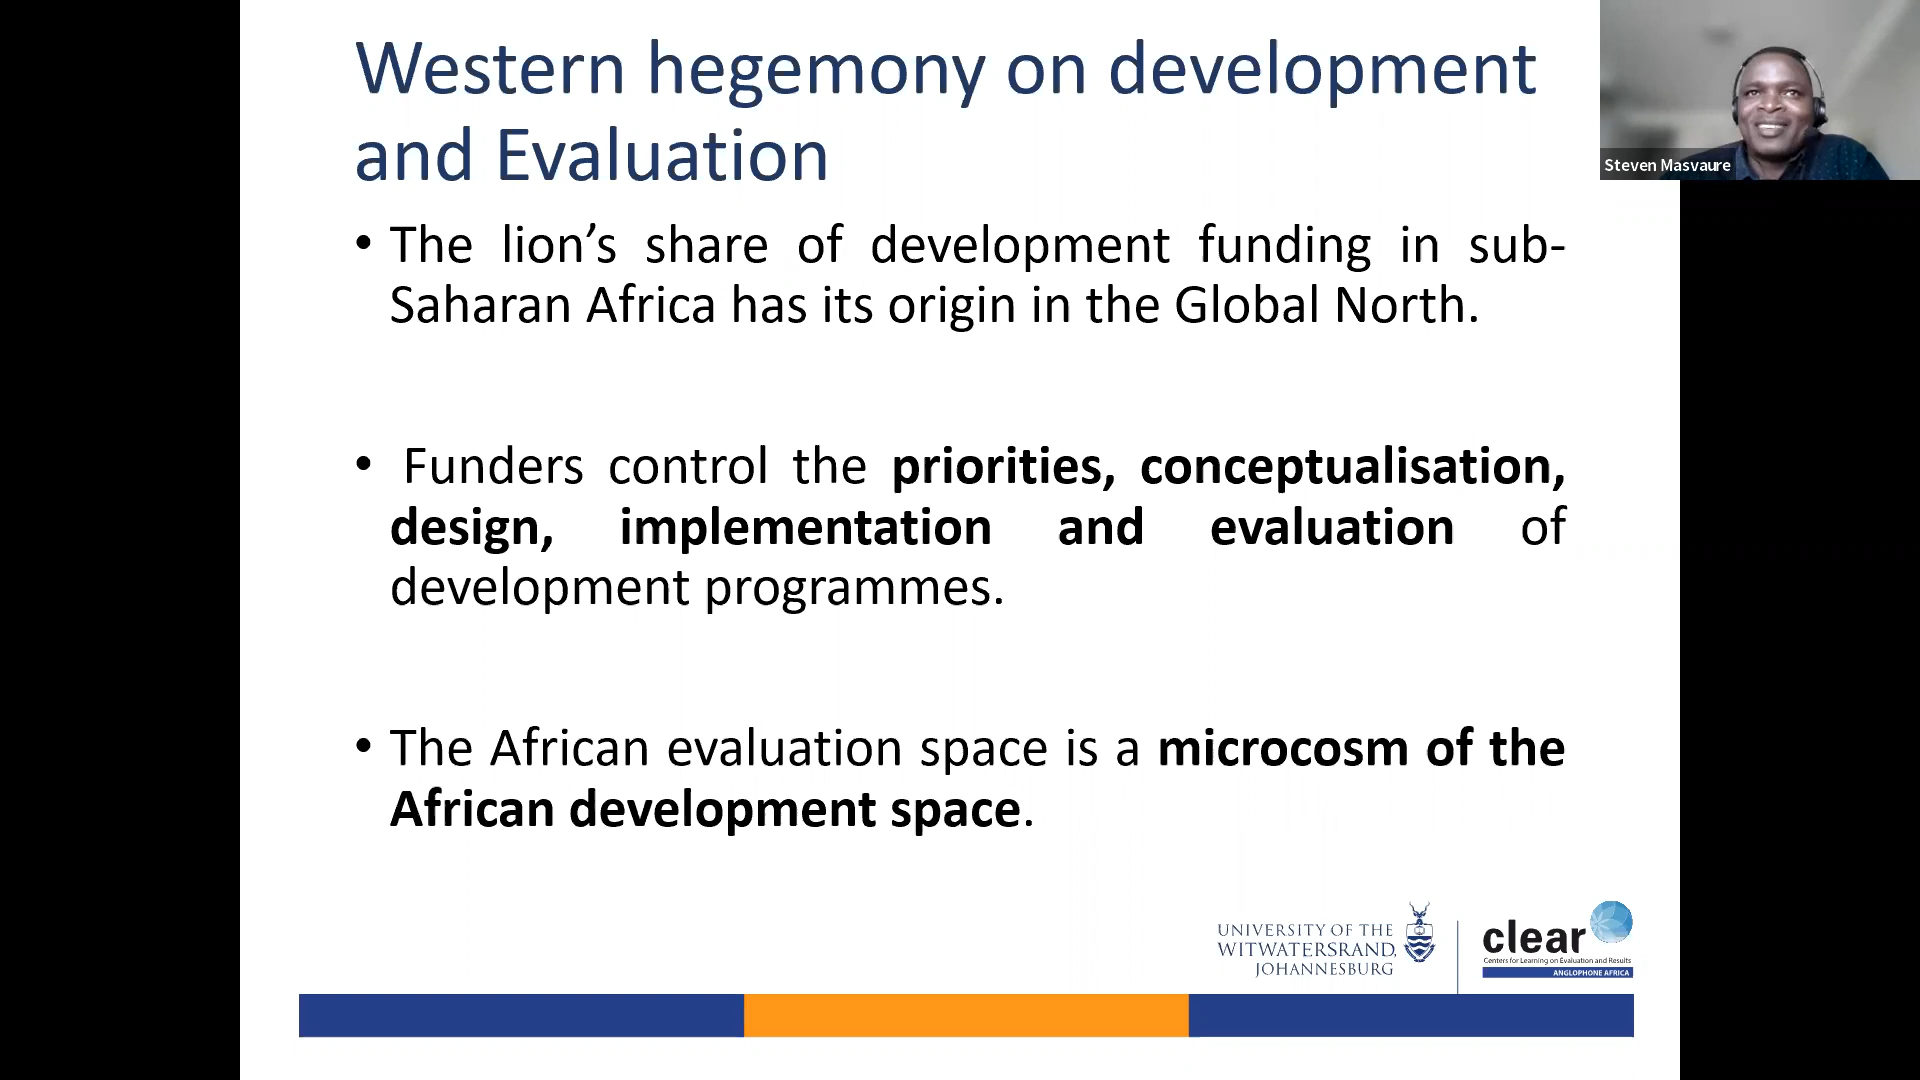 Western hegemony on development
and Evaluation
Steven Masvaure
• The lion’s share of development funding in sub-
Saharan Africa has its origin in the Global North.
• Funders control the priorities, conceptualisation,
design, implementation and evaluation of
development programmes.
• The African evaluation space is a microcosm of the
African development space.
UNIVERSITY OF THE
WITWATERSRAND,
JOHANNESBURG
clear
Centers for Learning on Evaluation and Results
ANGLOPHONE AFRICA